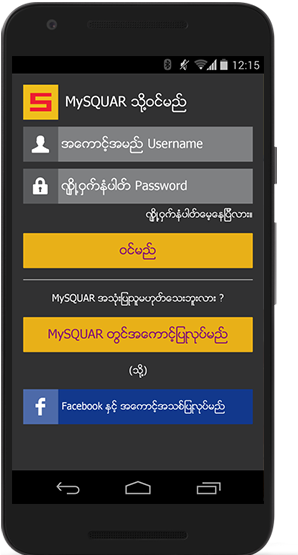 12:15
MySQUAR သို့ဝင်မည်
အကောင့်အမည် Username
လျှို့ဝှက်နံပါတ် Password
လျှို့ဝှက်နံပါတ်မေ့နေပြီလား။
ဝင်မည်
MySQUAR အသုံးပြုသူမဟုတ်သေးဘူးလား ?
MySQUAR တွင်အကောင့်ပြုလုပ်မည်
(သို့)
f Facebook နှင့် အကောင့်အသစ်ပြုလုပ်မည်